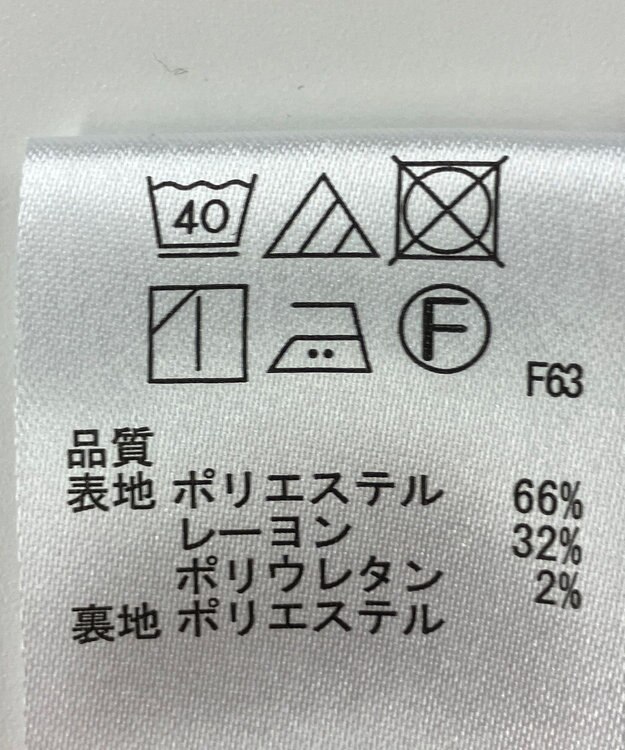 40
F
F63
品質
表地 ポリエステル 66%
レーヨン 32%
ポリウレタン 2%
裏地 ポリエステル